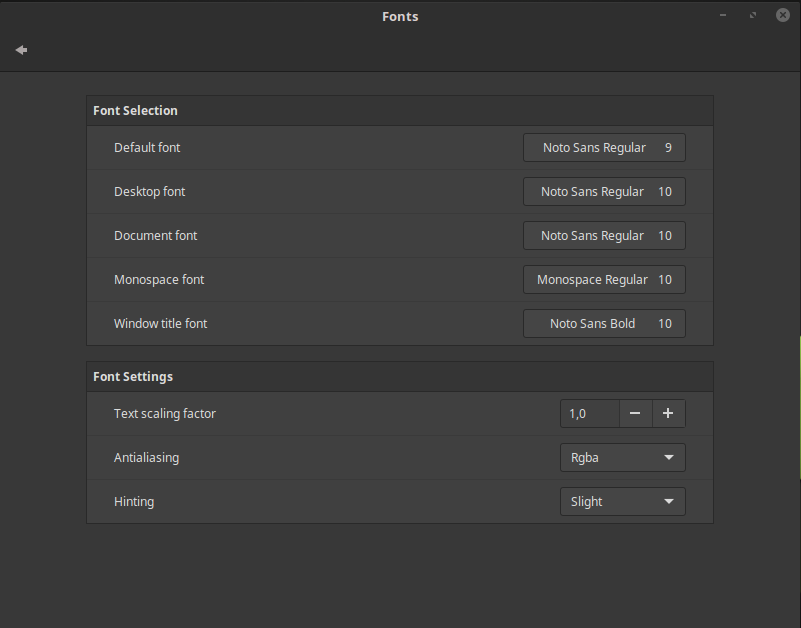 Fonts
Font Selection
Default font Noto Sans Regular 9
Desktop font Noto Sans Regular 10
Document font Noto Sans Regular 10
Monospace font Monospace Regular 10
Window title font Noto Sans Bold 10
Font Settings
Text scaling factor 1,0 − +
Antialiasing Rgba
Hinting Slight